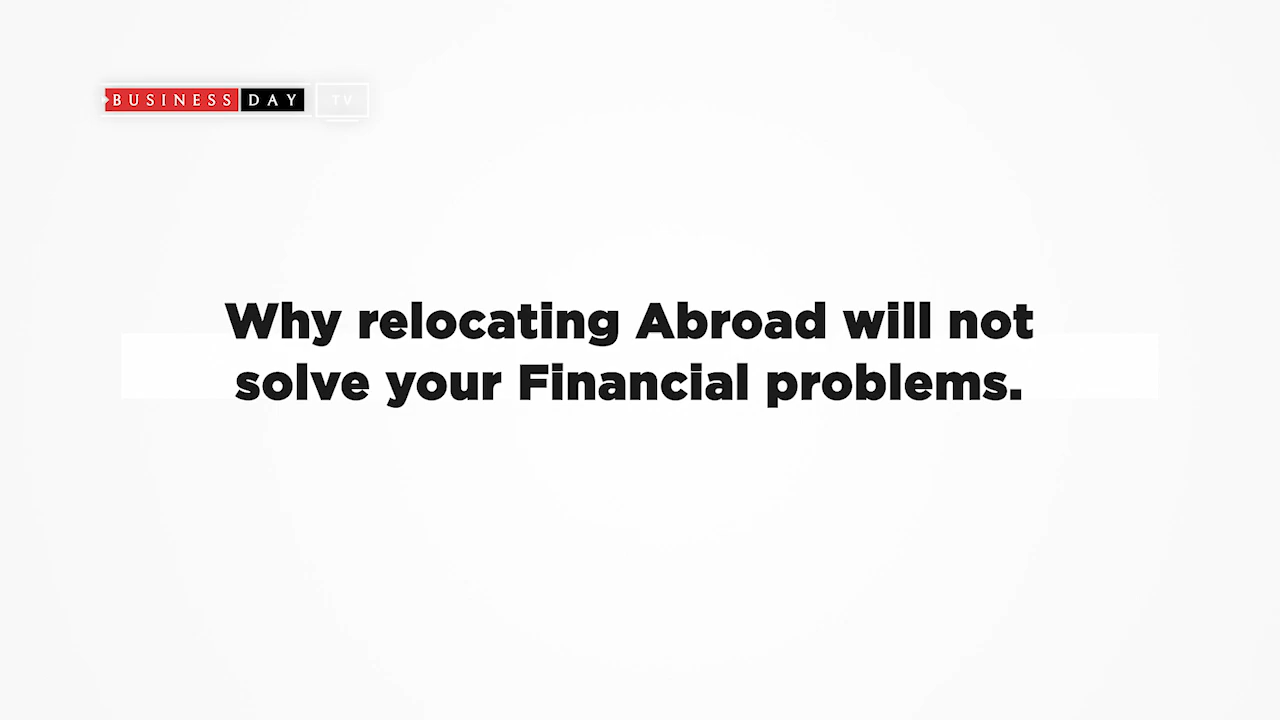 BUSINESS DAY TV
Why relocating Abroad will not
solve your Financial problems.